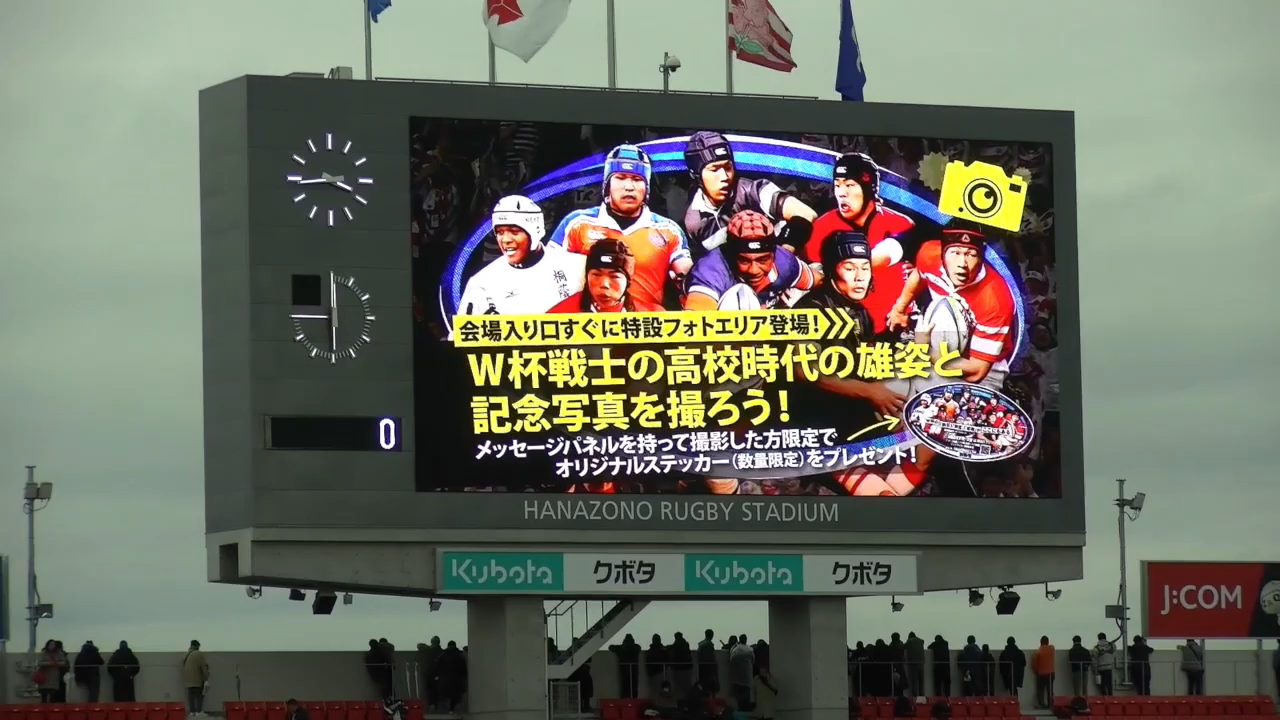 会場入り口すぐに特設フォトエリア登場!
W杯戦士の高校時代の雄姿と
記念写真を撮ろう!
メッセージパネルを持って撮影した方限定で
オリジナルステッカー(数量限定)をプレゼント!
桐蔭
0
HANAZONO RUGBY STADIUM
Kubota クボタ Kubota クボタ
J:COM